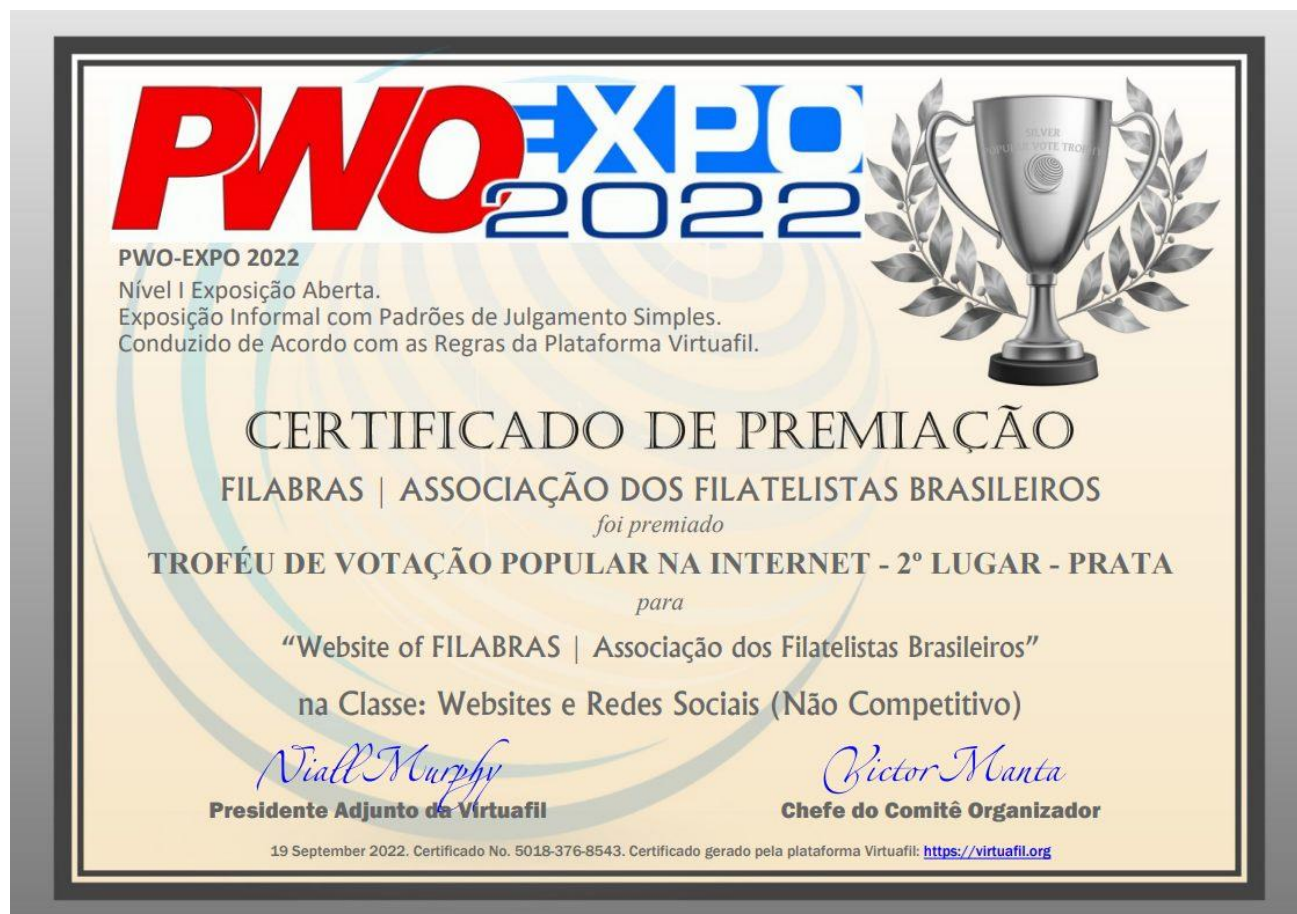 PWO EXPO
2022
SILVER
POPULAR VOTE TROPHY
PWO-EXPO 2022
Nível I Exposição Aberta.
Exposição Informal com Padrões de Julgamento Simples.
Conduzido de Acordo com as Regras da Plataforma Virtuafil.
CERTIFICADO DE PREMIAÇÃO
FILABRAS | ASSOCIAÇÃO DOS FILATELISTAS BRASILEIROS
foi premiado
TROFÉU DE VOTAÇÃO POPULAR NA INTERNET - 2º LUGAR - PRATA
para
“Website of FILABRAS | Associação dos Filatelistas Brasileiros”
na Classe: Websites e Redes Sociais (Não Competitivo)
Niall Murphy
Presidente Adjunto da Virtuafil
Victor Manta
Chefe do Comitê Organizador
19 September 2022. Certificado No. 5018-376-8543. Certificado gerado pela plataforma Virtuafil: https://virtuafil.org